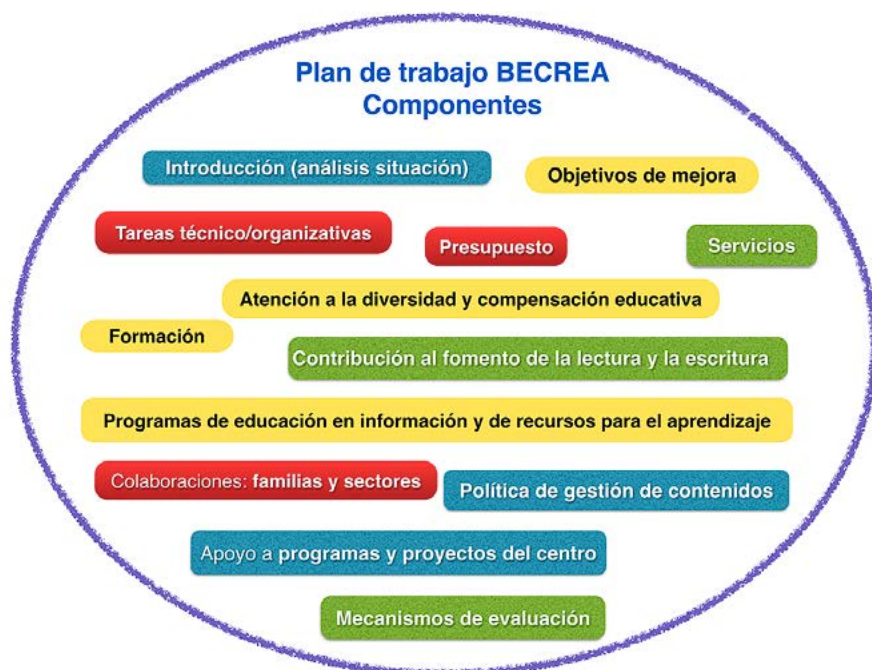 Plan de trabajo BECREA
Componentes
Introducción (análisis situación)
Objetivos de mejora
Tareas técnico/organizativas
Presupuesto
Servicios
Atención a la diversidad y compensación educativa
Formación
Contribución al fomento de la lectura y la escritura
Programas de educación en información y de recursos para el aprendizaje
Colaboraciones: familias y sectores
Política de gestión de contenidos
Apoyo a programas y proyectos del centro
Mecanismos de evaluación